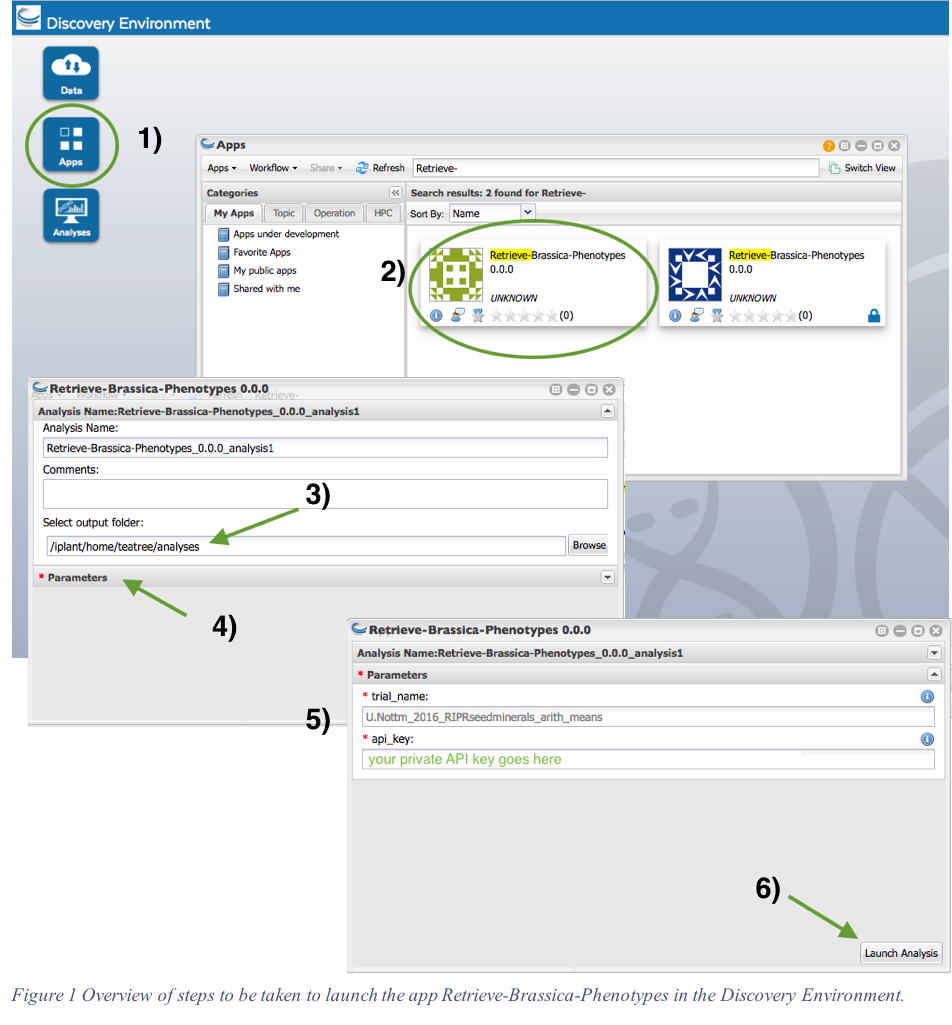 Discovery Environment
Data
1)
Apps
Analyses
Apps
Apps Workflow Share Refresh Retrieve- Switch View
Categories
Search results: 2 found for Retrieve-
My Apps Topic Operation HPC
Sort By: Name
Apps under development
Favorite Apps
My public apps
Shared with me
2)
Retrieve-Brassica-Phenotypes
0.0.0
UNKNOWN
(0)
Retrieve-Brassica-Phenotypes
0.0.0
UNKNOWN
(0)
Retrieve-Brassica-Phenotypes 0.0.0
Apps Workflow Share Refresh Retrieve-
Analysis Name:Retrieve-Brassica-Phenotypes_0.0.0_analysis1
Analysis Name:
Retrieve-Brassica-Phenotypes_0.0.0_analysis1
Comments:
3)
Select output folder:
/iplant/home/teatree/analyses
Browse
* Parameters
4)
Retrieve-Brassica-Phenotypes 0.0.0
Analysis Name:Retrieve-Brassica-Phenotypes_0.0.0_analysis1
* Parameters
5)
* trial_name:
U.Nottm_2016_RIPRseedminerals_arith_means
* api_key:
your private API key goes here
6)
Launch Analysis
Figure 1 Overview of steps to be taken to launch the app Retrieve-Brassica-Phenotypes in the Discovery Environment.